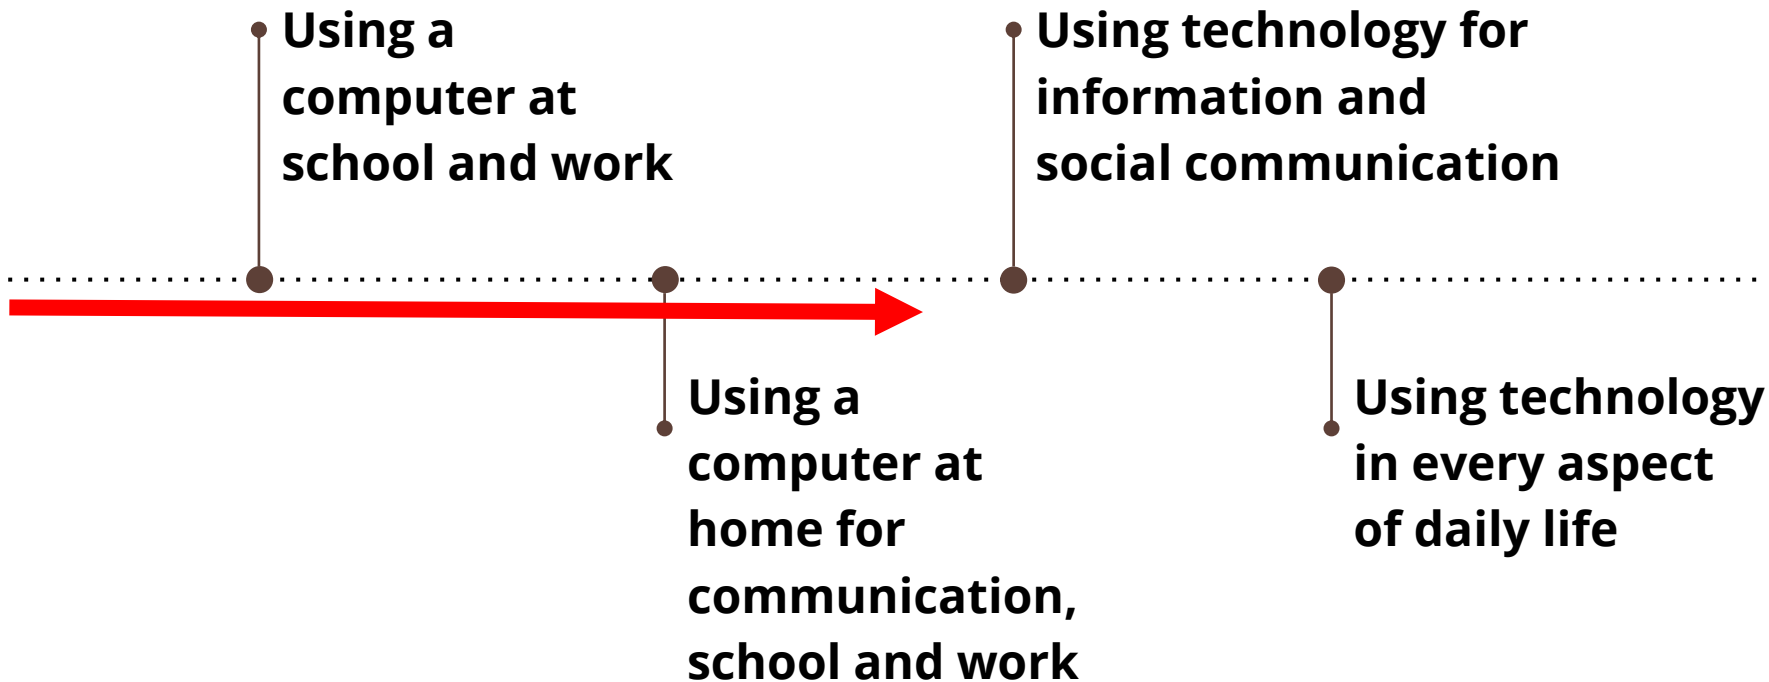 Using a
computer at
school and work
Using a
computer at
home for
communication,
school and work
Using technology for
information and
social communication
Using technology
in every aspect
of daily life